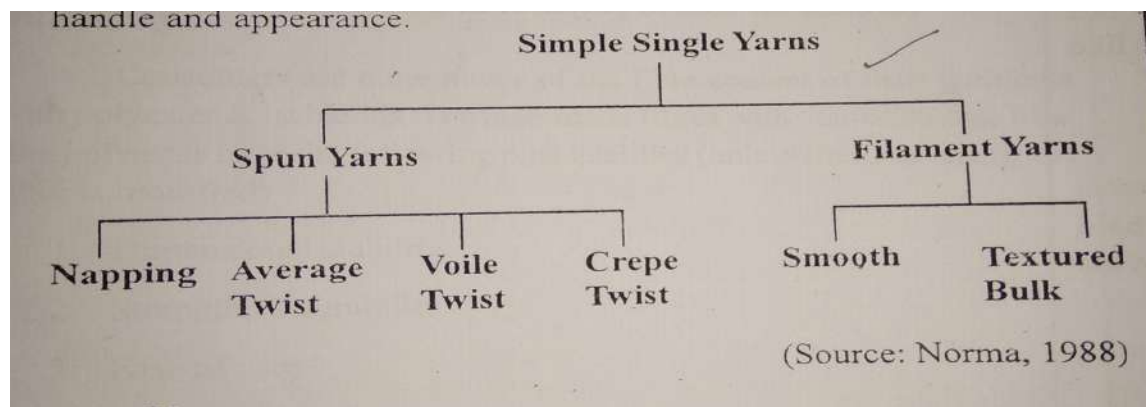 handle and appearance.
Simple Single Yarns
Spun Yarns
Filament Yarns
Napping
Average
Twist
Voile
Twist
Crepe
Twist
Smooth
Textured
Bulk
(Source: Norma, 1988)